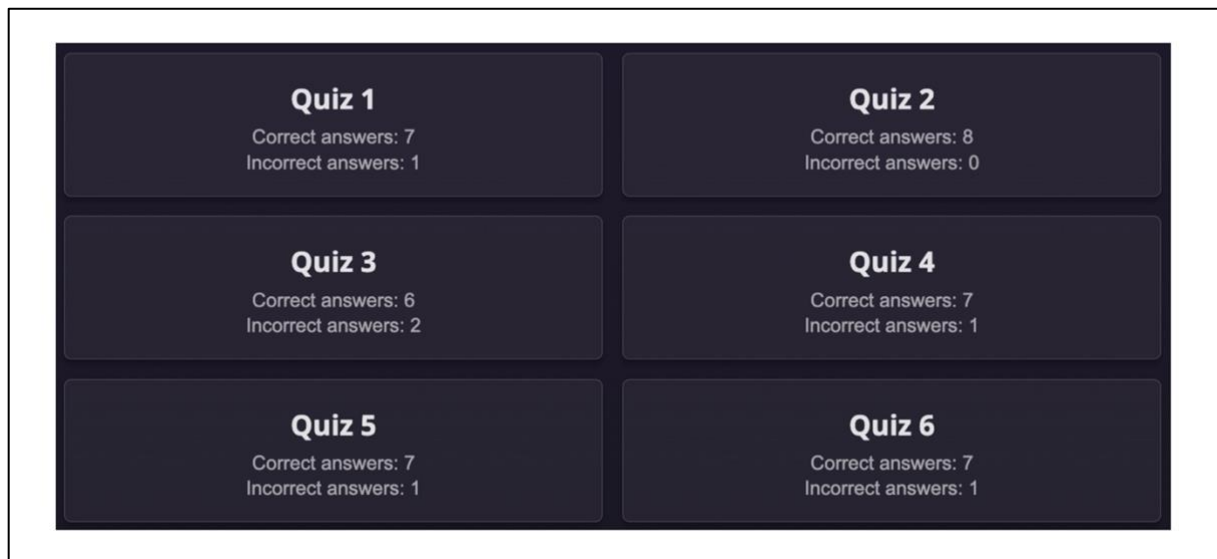 Quiz 1
Correct answers: 7
Incorrect answers: 1
Quiz 2
Correct answers: 8
Incorrect answers: 0
Quiz 3
Correct answers: 6
Incorrect answers: 2
Quiz 4
Correct answers: 7
Incorrect answers: 1
Quiz 5
Correct answers: 7
Incorrect answers: 1
Quiz 6
Correct answers: 7
Incorrect answers: 1